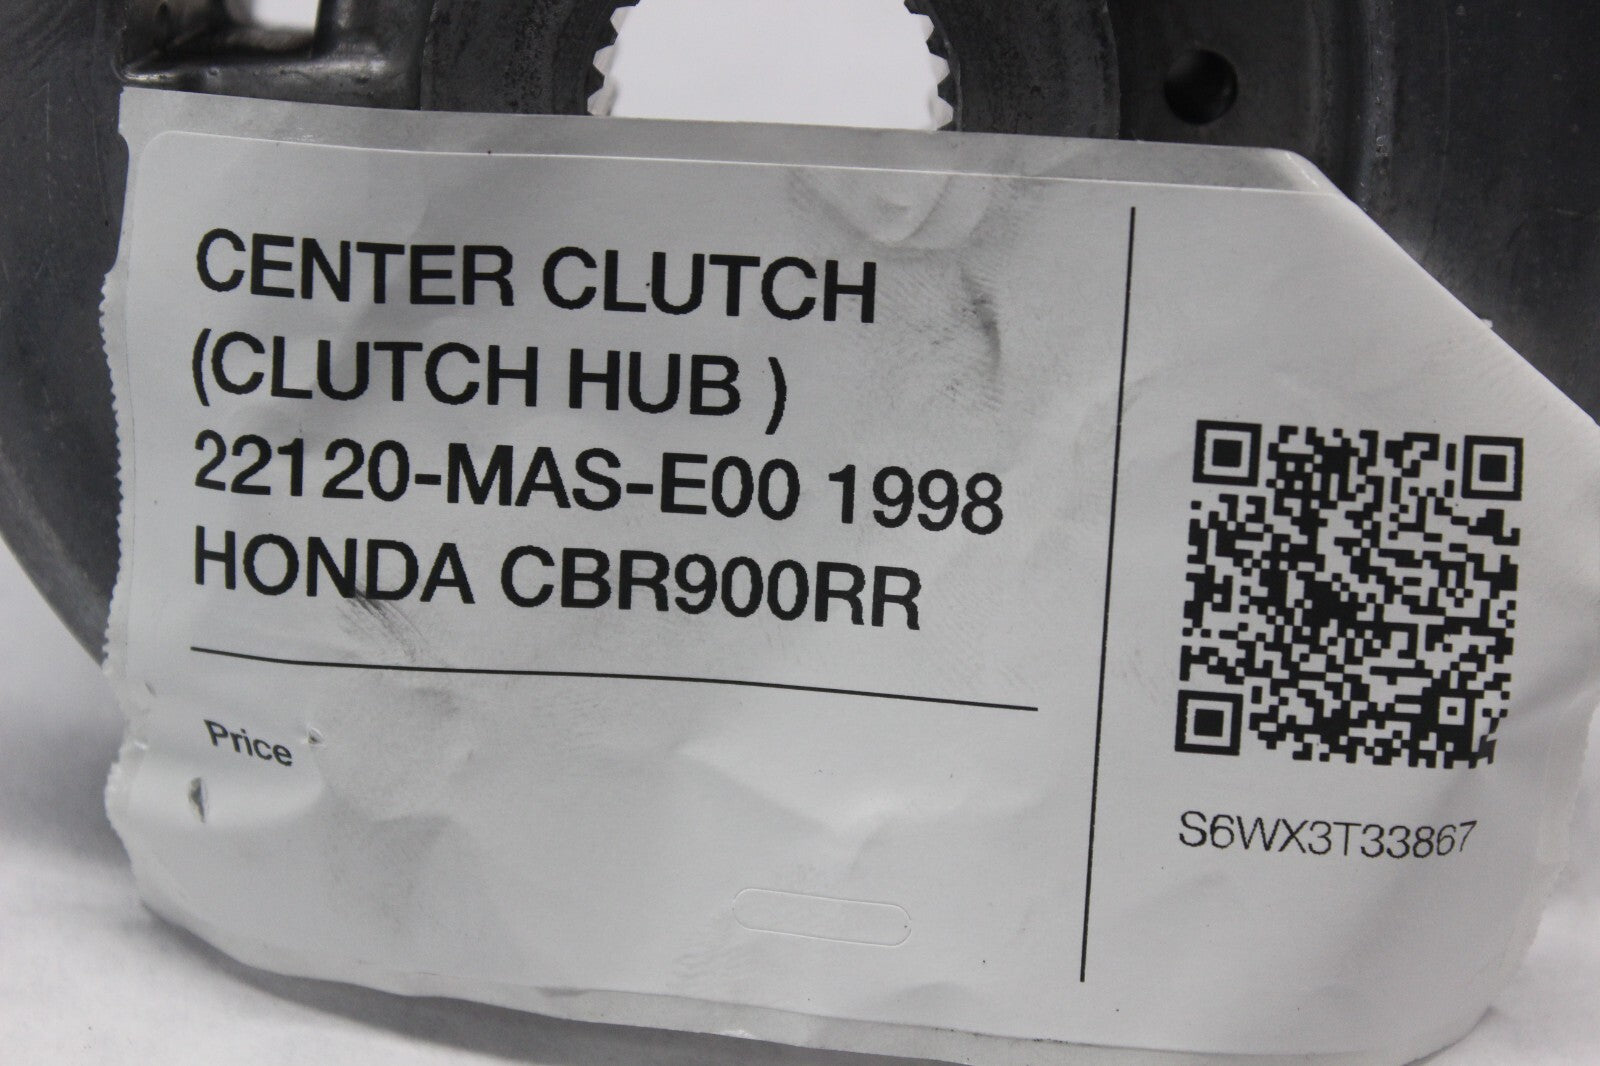 CENTER CLUTCH
(CLUTCH HUB )
22120-MAS-E00 1998
HONDA CBR900RR
Price
S6WX3T33867